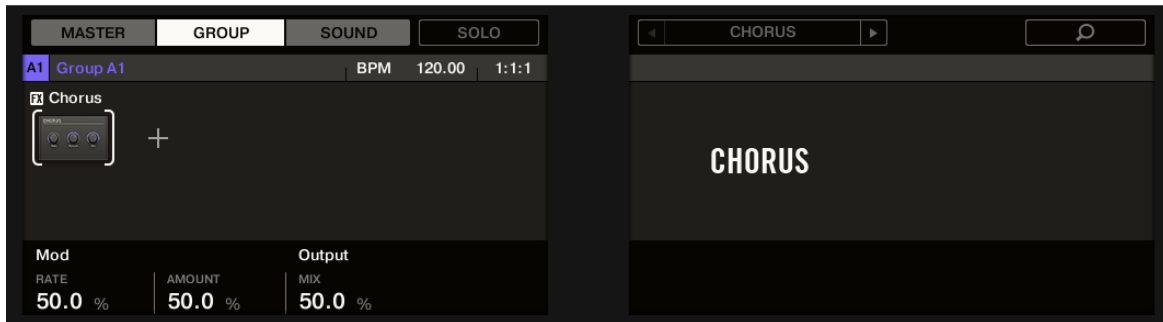 MASTER GROUP SOUND SOLO
A1 Group A1 BPM 120.00 1:1:1
FX Chorus
CHORUS
Mod Output
RATE AMOUNT MIX
50.0 % 50.0 % 50.0 %
CHORUS
CHORUS